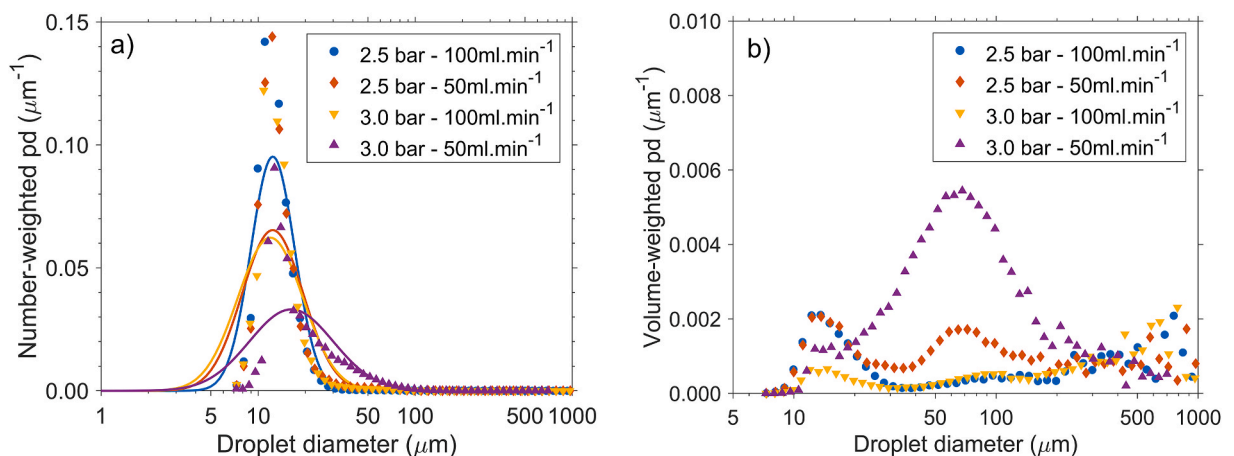 a)
2.5 bar - 100ml.min⁻¹
2.5 bar - 50ml.min⁻¹
3.0 bar - 100ml.min⁻¹
3.0 bar - 50ml.min⁻¹
Number-weighted pd (μm⁻¹)
0.15
0.10
0.05
0.00
1 5 10 50 100 500 1000
Droplet diameter (μm)
b)
2.5 bar - 100ml.min⁻¹
2.5 bar - 50ml.min⁻¹
3.0 bar - 100ml.min⁻¹
3.0 bar - 50ml.min⁻¹
Volume-weighted pd (μm⁻¹)
0.010
0.008
0.006
0.004
0.002
0.000
5 10 50 100 500 1000
Droplet diameter (μm)